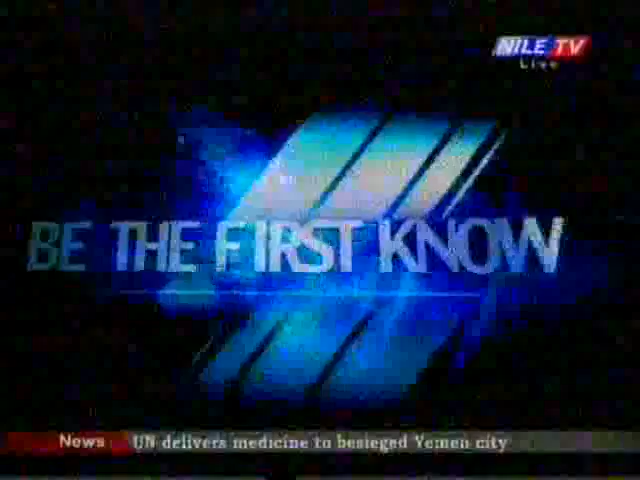 NILE TV
Live
BE THE FIRST KNOW
News UN delivers medicine to besieged Yemen city